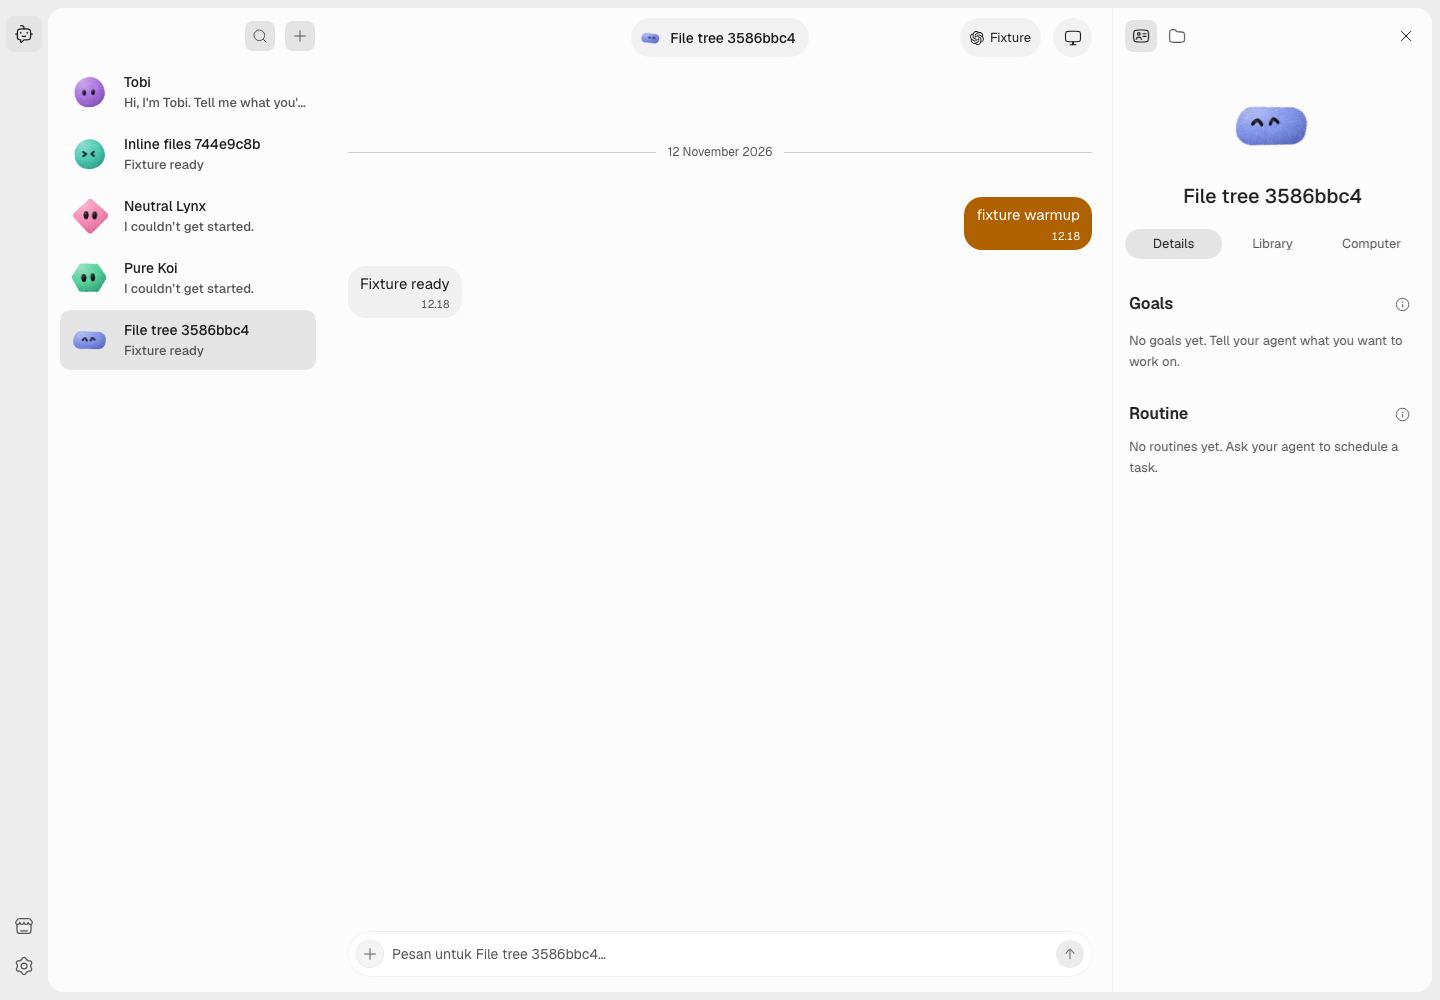 Tobi
Hi, I'm Tobi. Tell me what you'...
Inline files 744e9c8b
Fixture ready
Neutral Lynx
I couldn't get started.
Pure Koi
I couldn't get started.
File tree 3586bbc4
Fixture ready
File tree 3586bbc4
Fixture
12 November 2026
fixture warmup
12.18
Fixture ready
12.18
Pesan untuk File tree 3586bbc4...
File tree 3586bbc4
Details
Library
Computer
Goals
No goals yet. Tell your agent what you want to
work on.
Routine
No routines yet. Ask your agent to schedule a
task.